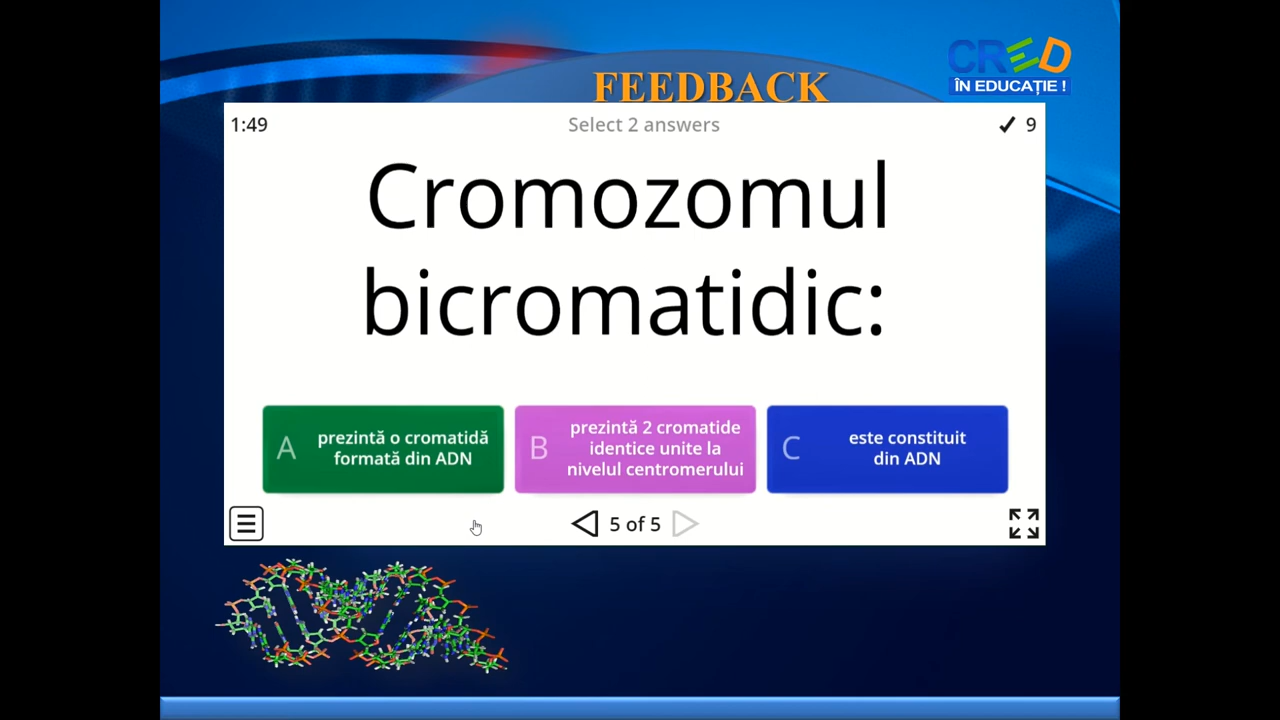 CRED
ÎN EDUCAȚIE !
FEEDBACK
1:49
Select 2 answers
9
Cromozomul
bicromatidic:
A
prezintă o cromatidă
formată din ADN
B
prezintă 2 cromatide
identice unite la
nivelul centromerului
C
este constituit
din ADN
5 of 5